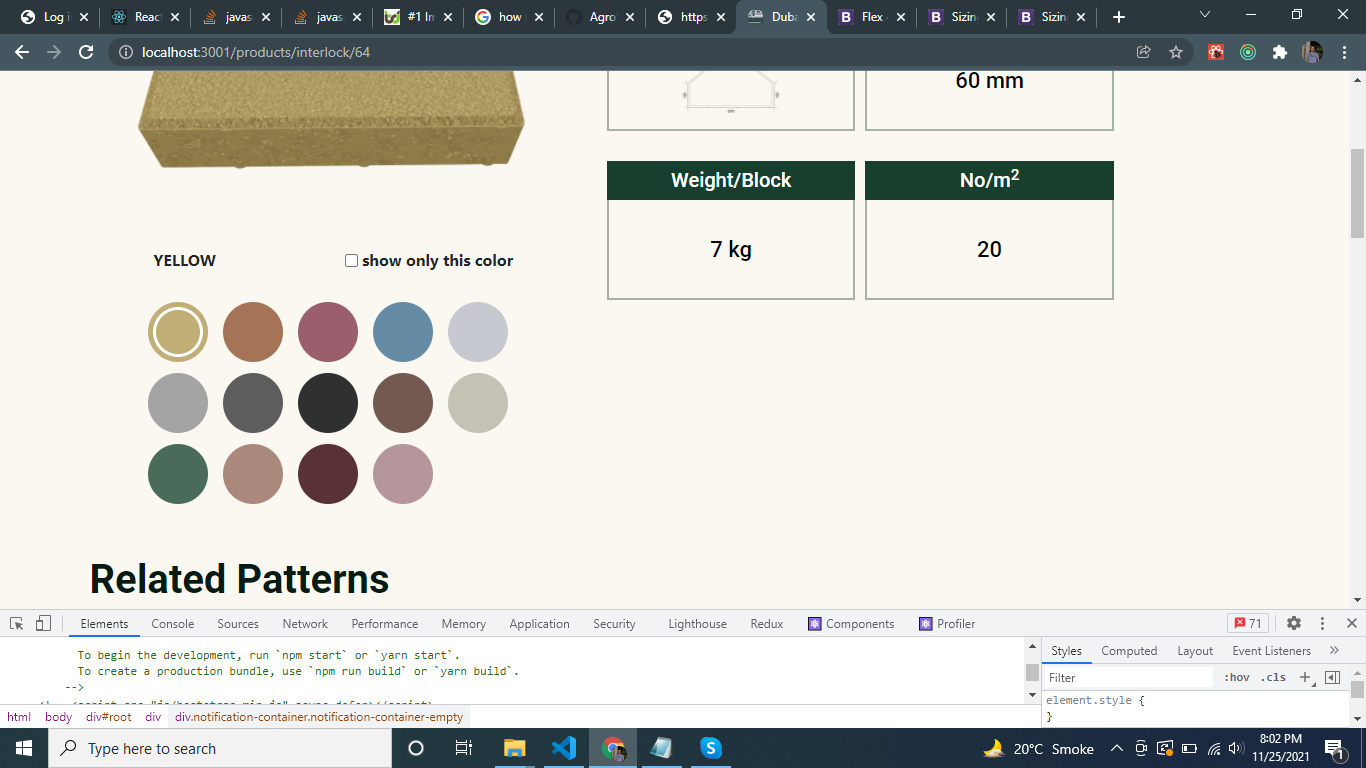 Log i
React
javas
javas
#1 In
how
Agro
https
Duba
Flex -
Sizing
Sizing
localhost:3001/products/interlock/64
60 mm
Weight/Block
No/m²
7 kg
20
YELLOW
show only this color
Related Patterns
Elements
Console
Sources
Network
Performance
Memory
Application
Security
Lighthouse
Redux
Components
Profiler
71
To begin the development, run `npm start` or `yarn start`.
To create a production bundle, use `npm run build` or `yarn build`.
-->
html body div#root div div.notification-container.notification-container-empty
Styles
Computed
Layout
Event Listeners
Filter
:hov
.cls
element.style {
}
Type here to search
20°C Smoke
8:02 PM
11/25/2021
1